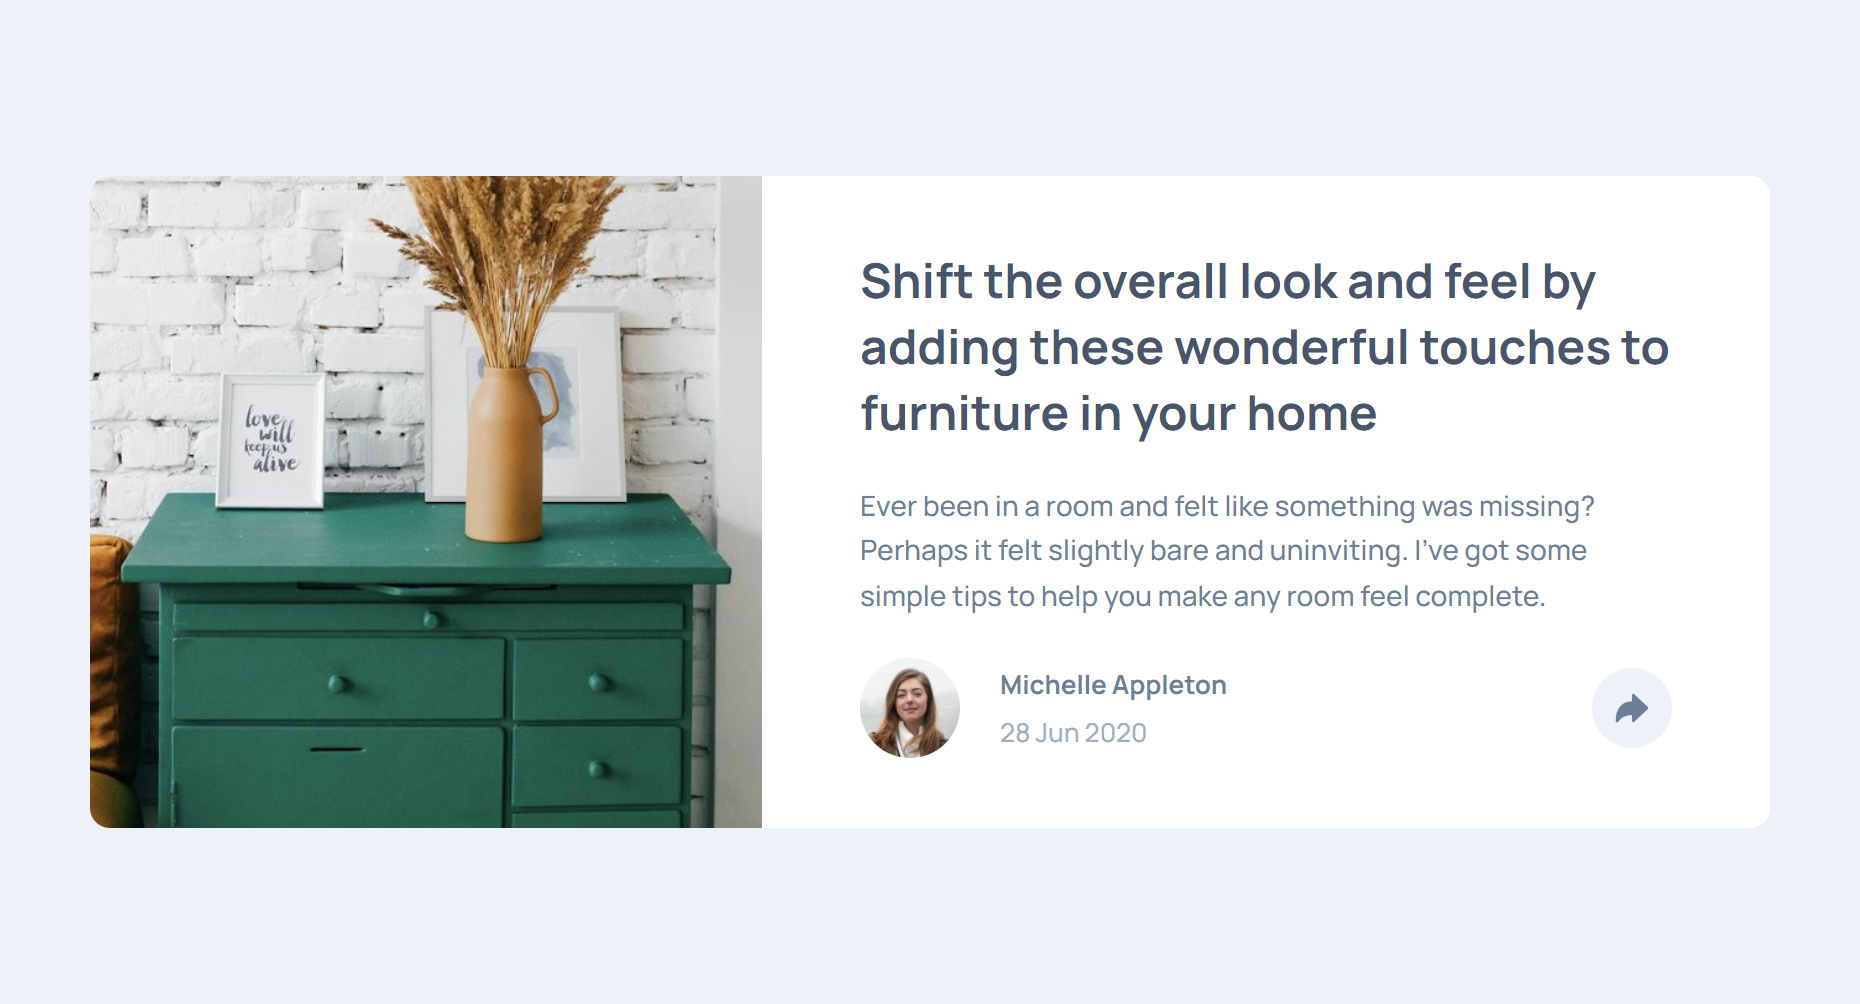 love
will
keep us
alive
Shift the overall look and feel by
adding these wonderful touches to
furniture in your home
Ever been in a room and felt like something was missing?
Perhaps it felt slightly bare and uninviting. I’ve got some
simple tips to help you make any room feel complete.
Michelle Appleton
28 Jun 2020